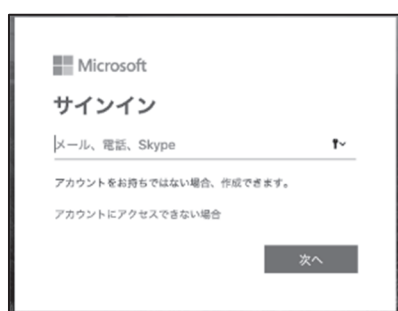 Microsoft
サインイン
メール、電話、Skype
アカウントをお持ちではない場合、作成できます。
アカウントにアクセスできない場合
次へ